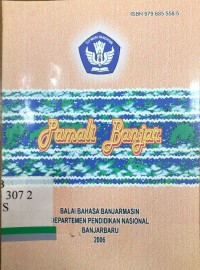 ISBN 979 685 558 5
Pamali Banjar
307 2
S
BALAI BAHASA BANJARMASIN
DEPARTEMEN PENDIDIKAN NASIONAL
BANJARBARU
2006